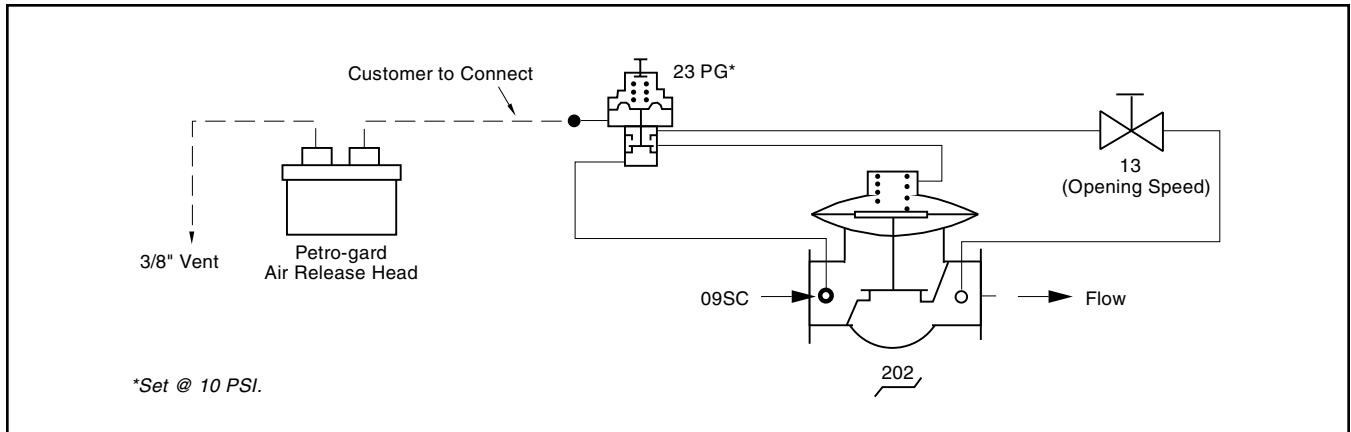 Customer to Connect
23 PG*
13
(Opening Speed)
3/8" Vent
Petro-gard
Air Release Head
09SC
Flow
*Set @ 10 PSI.
202